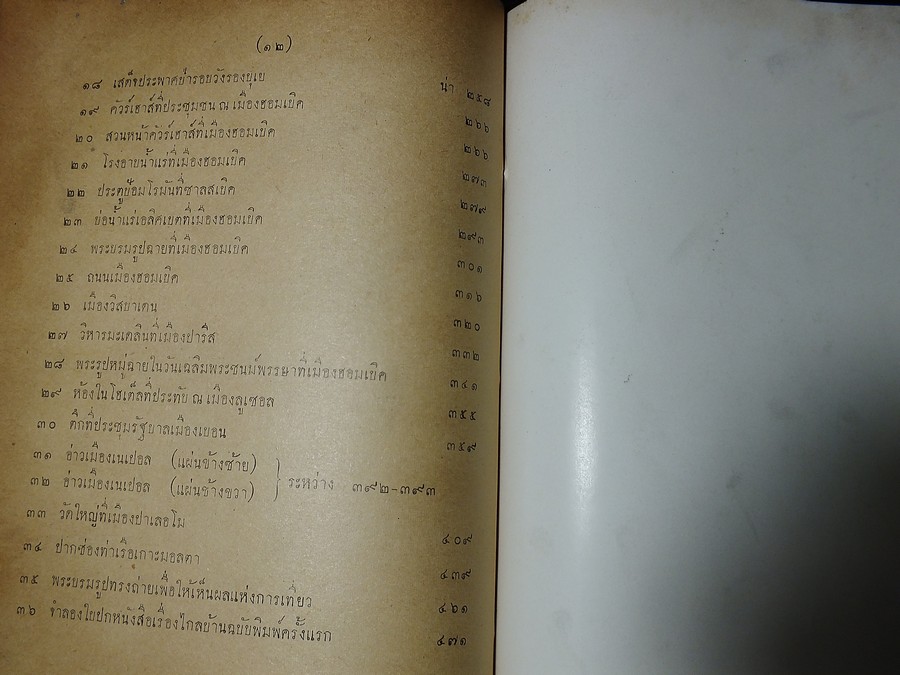 (๑๒)
๑๘ เสด็จประพาศย่ำรอยวังรองยุเย น่า ๒๕๘
๑๙ คัวร์เฮาส์ที่ประชุมชน ณ เมืองฮอมเบิค ๒๖๖
๒๐ สวนหน้าคัวร์เฮาส์ที่เมืองฮอมเบิค ๒๖๖
๒๑ โรงอาบน้ำแร่ที่เมืองฮอมเบิค ๒๗๓
๒๒ ประตูป้อมโรมันที่ซาลสเบิค ๒๗๙
๒๓ บ่อน้ำแร่เอลิศเบตที่เมืองฮอมเบิค ๒๙๓
๒๔ พระบรมรูปฉายที่เมืองฮอมเบิค ๓๐๑
๒๕ ถนนเมืองฮอมเบิค ๓๑๖
๒๖ เมืองวิสบาเดน ๓๒๐
๒๗ วิหารมะเดลีนที่เมืองปารีส ๓๓๒
๒๘ พระรูปหมู่ฉายในวันเฉลิมพระชนม์พรรษาที่เมืองฮอมเบิค ๓๔๑
๒๙ ห้องในโฮเต็ลที่ประทับ ณ เมืองลูเซอล ๓๕๕
๓๐ ตึกที่ประชุมรัฐบาลเมืองเบอน ๓๕๙
๓๑ อ่าวเมืองเนเปอล (แผ่นข้างซ้าย)
๓๒ อ่าวเมืองเนเปอล (แผ่นข้างขวา) } ระหว่าง ๓๙๒-๓๙๓
๓๓ วัดใหญ่ที่เมืองปาเลอโม ๔๐๙
๓๔ ปากช่องท่าเรือเกาะมอลตา ๔๓๙
๓๕ พระบรมรูปทรงถ่ายเพื่อให้เห็นผลแห่งการเที่ยว ๔๖๑
๓๖ จำลองใบปกหนังสือเรื่องไกลบ้านฉบับพิมพ์ครั้งแรก ๔๗๑